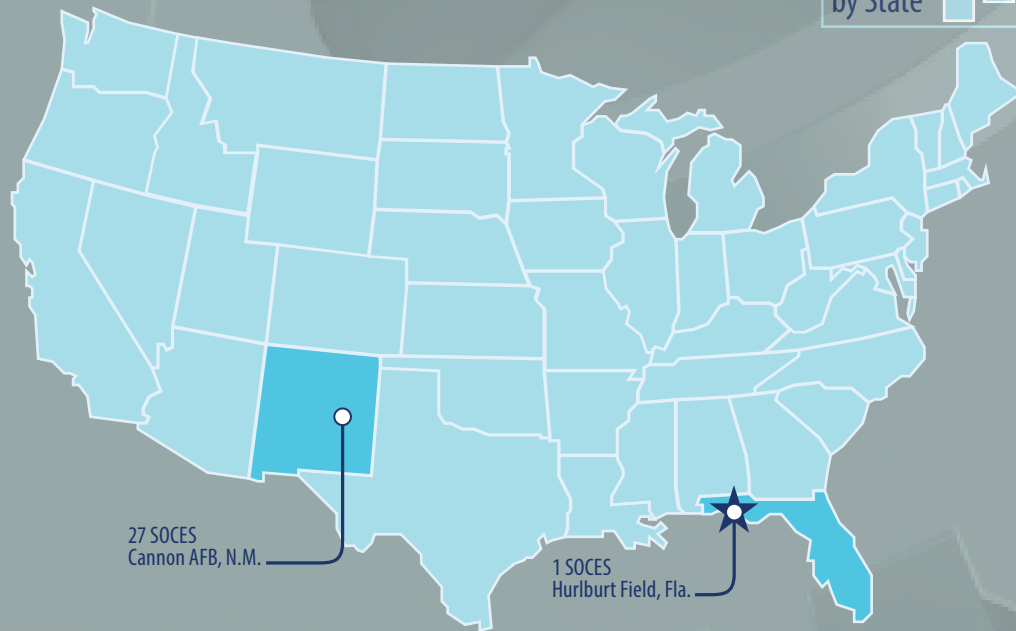 by State
27 SOCES
Cannon AFB, N.M.
1 SOCES
Hurlburt Field, Fla.